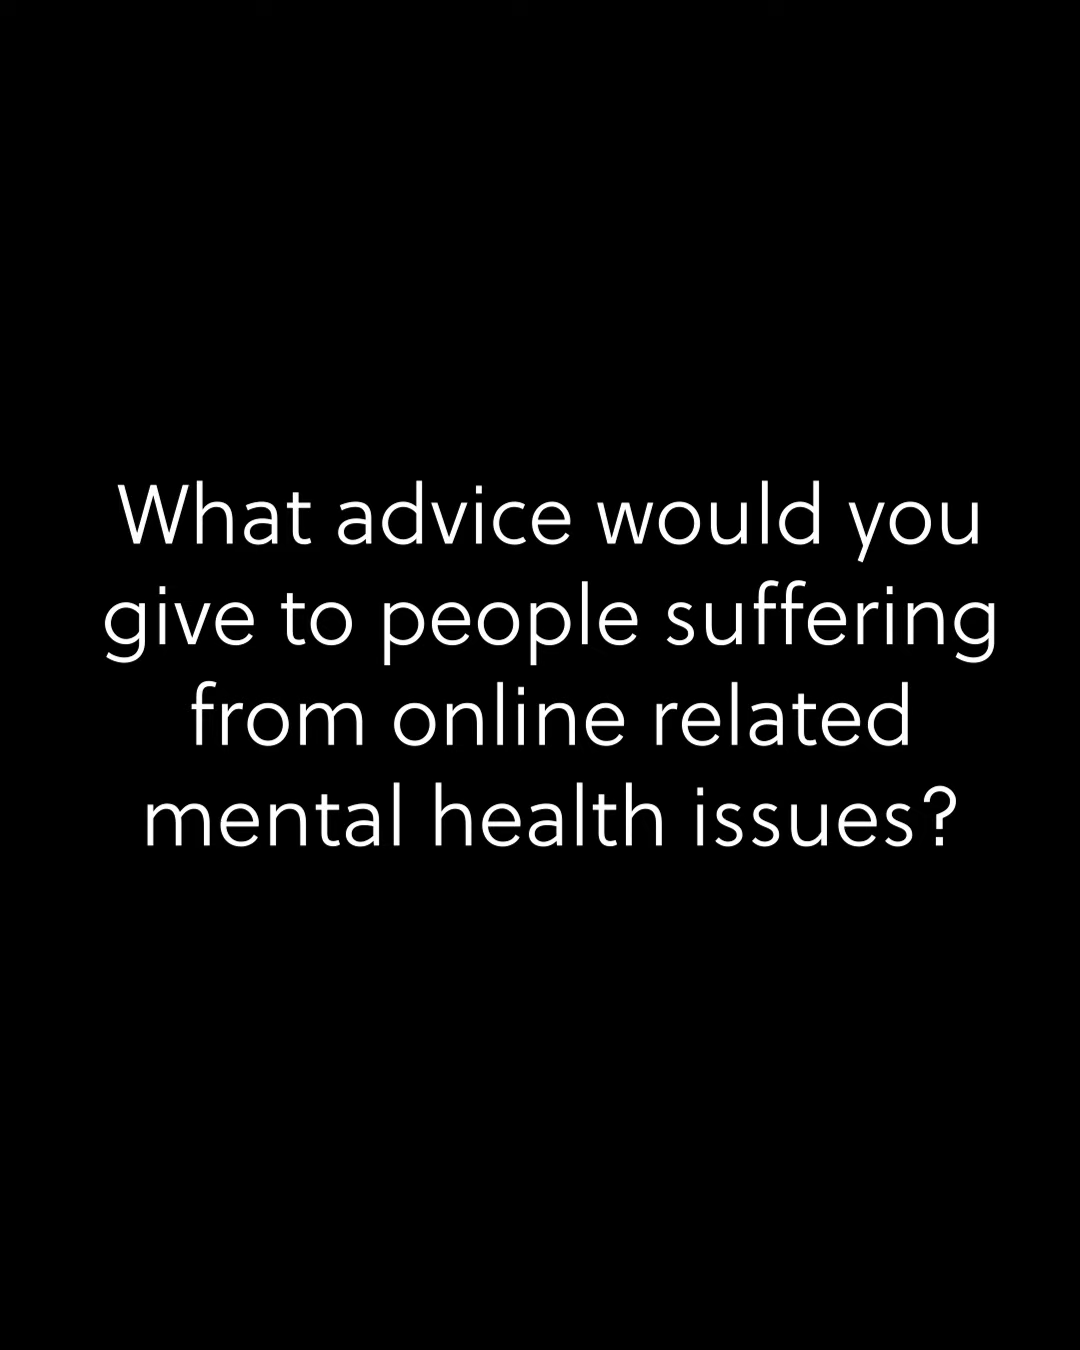 What advice would you
give to people suffering
from online related
mental health issues?